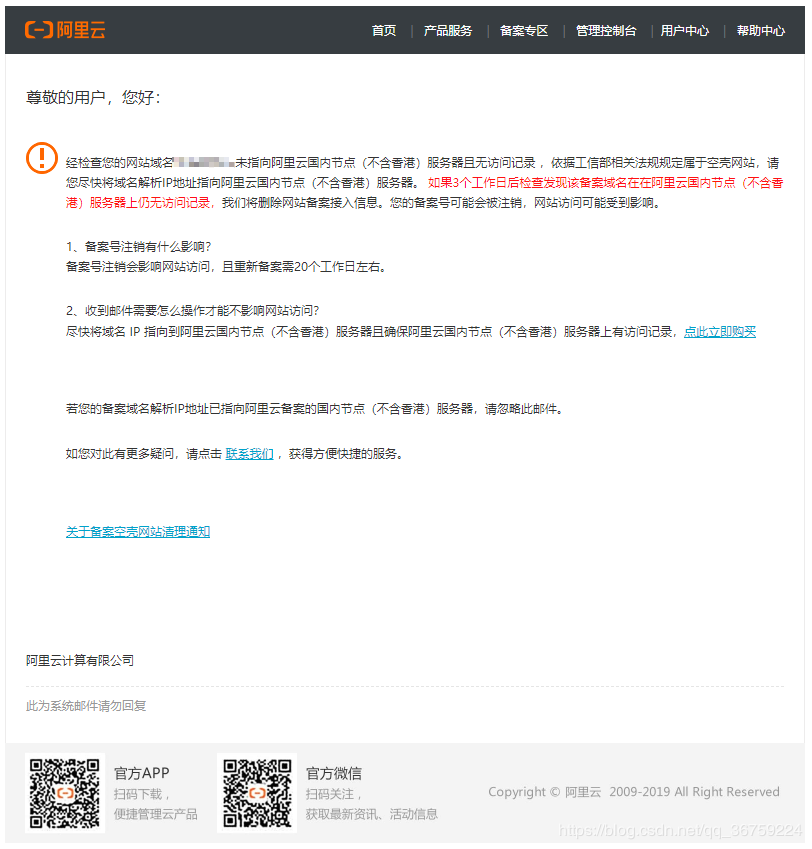 阿里云
首页 | 产品服务 | 备案专区 | 管理控制台 | 用户中心 | 帮助中心
尊敬的用户，您好：
经检查您的网站域名 未指向阿里云国内节点（不含香港）服务器且无访问记录 ，依据工信部相关法规规定属于空壳网站，请
您尽快将域名解析IP地址指向阿里云国内节点（不含香港）服务器。 如果3个工作日后检查发现该备案域名在在阿里云国内节点（不含香
港）服务器上仍无访问记录，我们将删除网站备案接入信息。您的备案号可能会被注销，网站访问可能受到影响。
1、备案号注销有什么影响?
备案号注销会影响网站访问，且重新备案需20个工作日左右。
2、收到邮件需要怎么操作才能不影响网站访问?
尽快将域名 IP 指向到阿里云国内节点（不含香港）服务器且确保阿里云国内节点（不含香港）服务器上有访问记录，点此立即购买
若您的备案域名解析IP地址已指向阿里云备案的国内节点（不含香港）服务器，请忽略此邮件。
如您对此有更多疑问，请点击 联系我们 ，获得方便快捷的服务。
关于备案空壳网站清理通知
阿里云计算有限公司
此为系统邮件请勿回复
官方APP
扫码下载，
便捷管理云产品
官方微信
扫码关注，
获取最新资讯、活动信息
Copyright © 阿里云 2009-2019 All Right Reserved
https://blog.csdn.net/qq_36759224